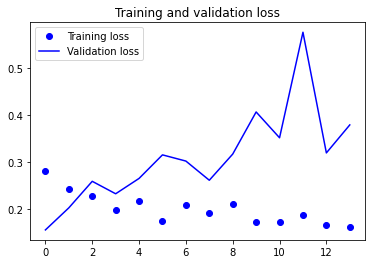 Training and validation loss
Training loss
Validation loss
0.5
0.4
0.3
0.2
0 2 4 6 8 10 12